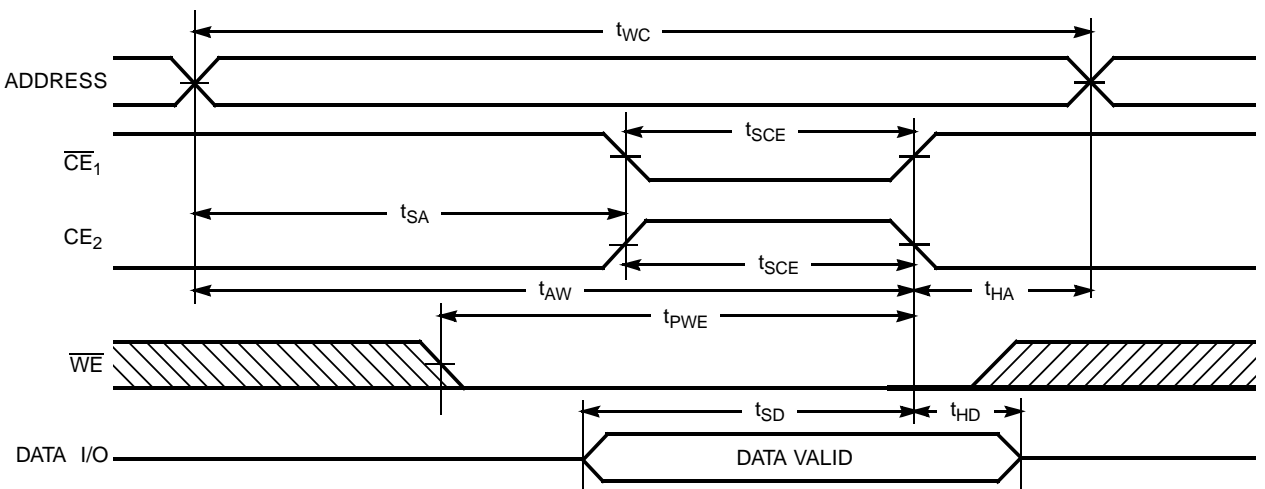 tWC
ADDRESS
tSCE
CE1
tSA
CE2
tSCE
tAW
tHA
tPWE
WE
tSD
tHD
DATA I/O
DATA VALID